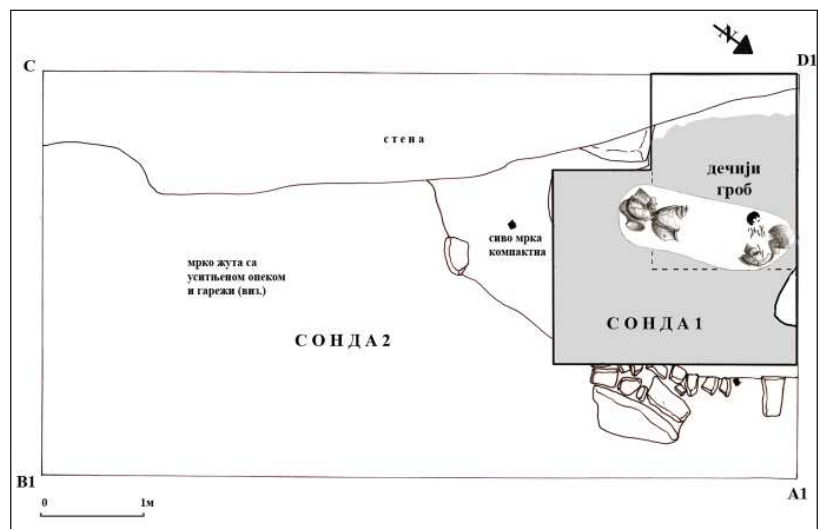 N
C
D1
стена
дечији
гроб
сиво мрка
компактна
мрко жута са
уситњеном опеком
и гарежи (виз.)
СОНДА 1
СОНДА 2
B1
A1
0
1м